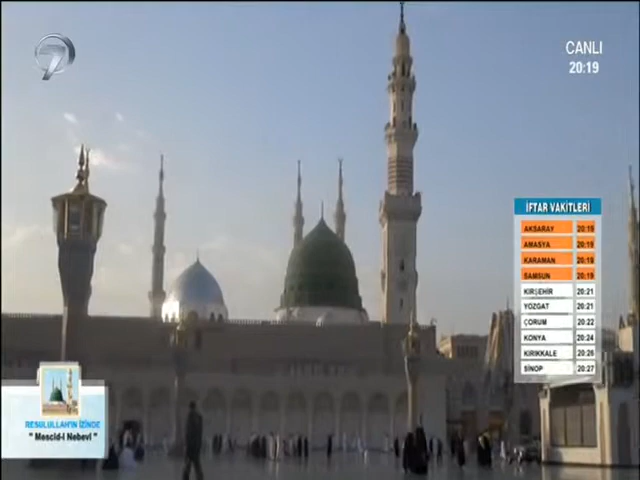 7
CANLI
20:19
İFTAR VAKİTLERİ
AKSARAY 20:19
AMASYA 20:19
KARAMAN 20:19
SAMSUN 20:19
KIRŞEHİR 20:21
YOZGAT 20:21
ÇORUM 20:22
KONYA 20:24
KIRIKKALE 20:26
SİNOP 20:27
RESULULLAH'IN İZİNDE
" Mescid-i Nebevi "